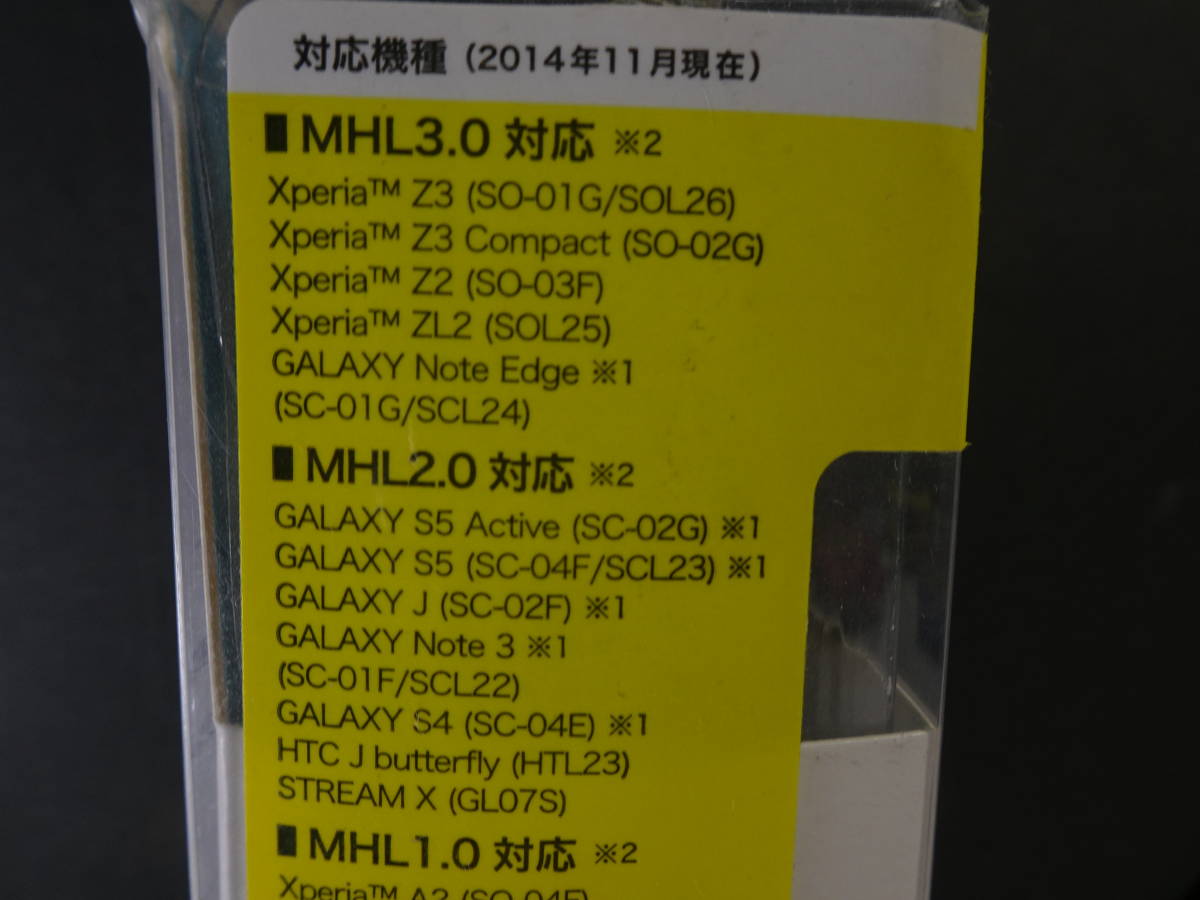 対応機種 (2014年11月現在)
■ MHL3.0 対応 ※2
Xperia™ Z3 (SO-01G/SOL26)
Xperia™ Z3 Compact (SO-02G)
Xperia™ Z2 (SO-03F)
Xperia™ ZL2 (SOL25)
GALAXY Note Edge ※1
(SC-01G/SCL24)
■ MHL2.0 対応 ※2
GALAXY S5 Active (SC-02G) ※1
GALAXY S5 (SC-04F/SCL23) ※1
GALAXY J (SC-02F) ※1
GALAXY Note 3 ※1
(SC-01F/SCL22)
GALAXY S4 (SC-04E) ※1
HTC J butterfly (HTL23)
STREAM X (GL07S)
■ MHL1.0 対応 ※2
Xperia™ A2 (SO-04F)